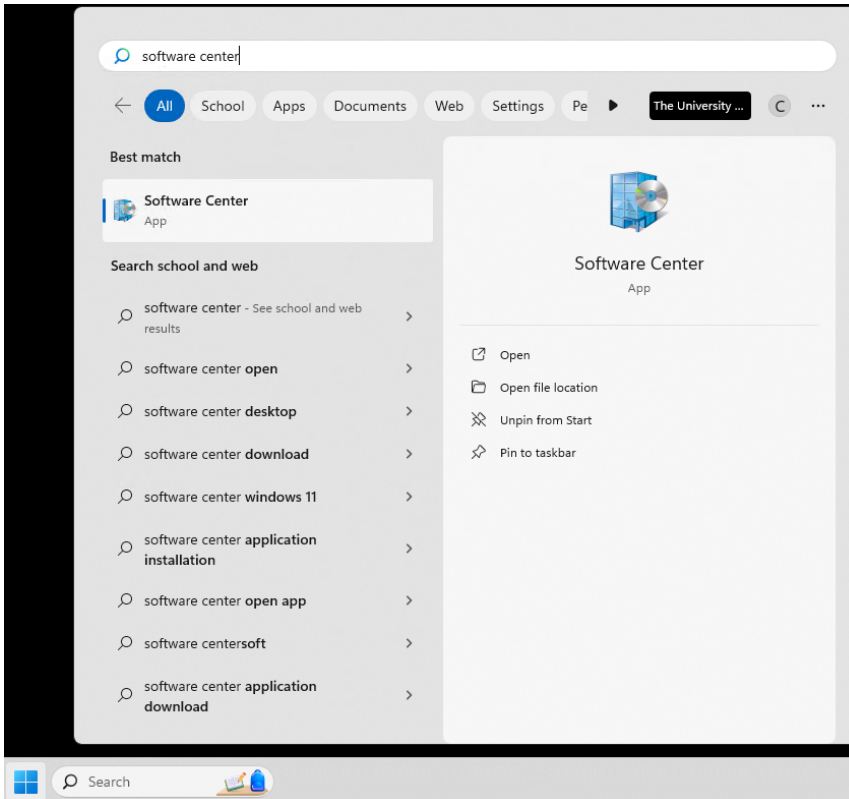 software center
All School Apps Documents Web Settings Pe The University ... C ...
Best match
Software Center
App
Search school and web
software center - See school and web
results
software center open
software center desktop
software center download
software center windows 11
software center application
installation
software center open app
software centersoft
software center application
download
Software Center
App
Open
Open file location
Unpin from Start
Pin to taskbar
Search